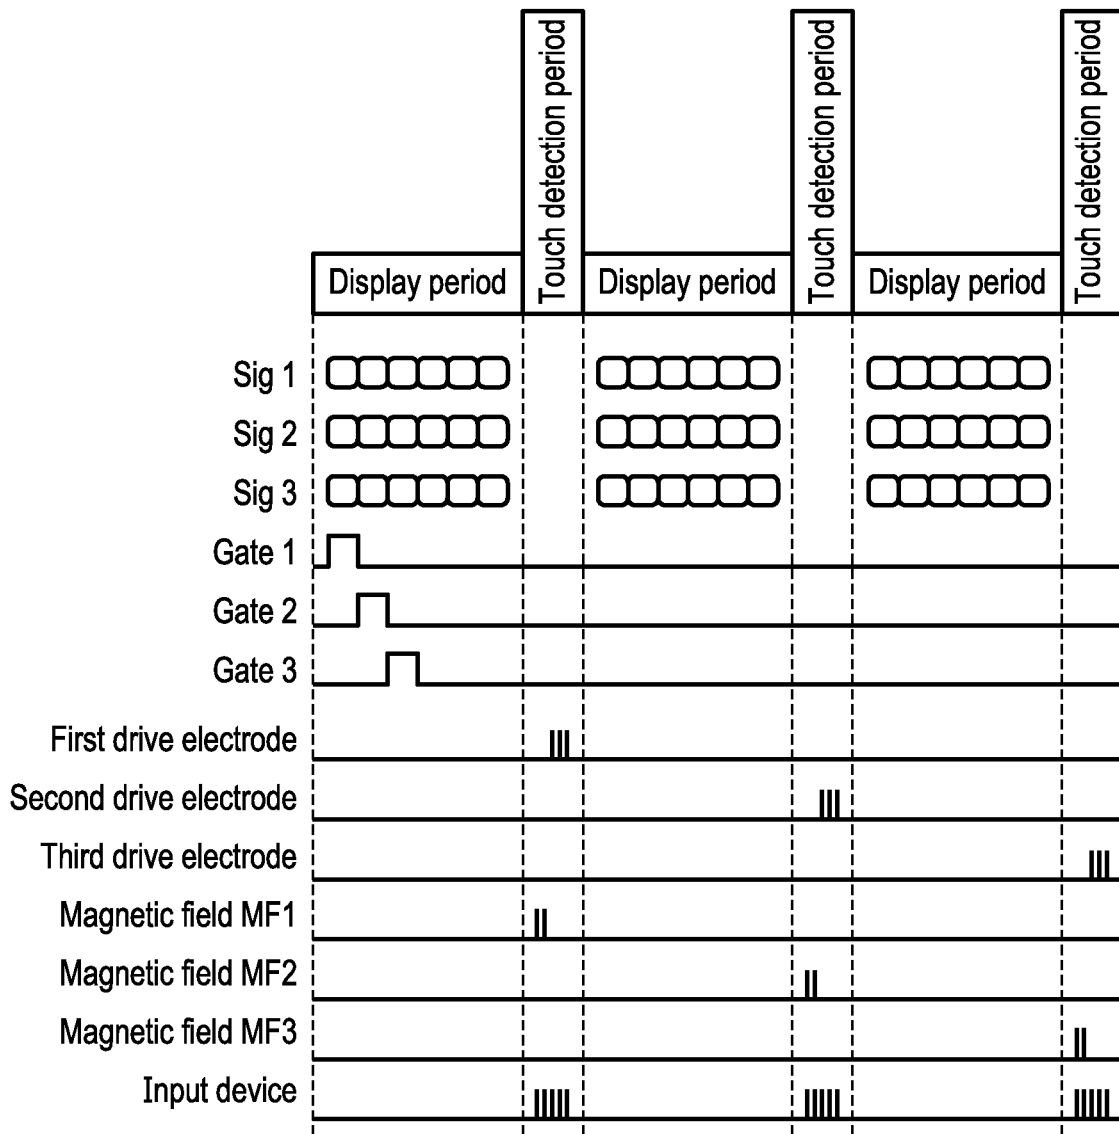 Touch detection period
Touch detection period
Touch detection period
Display period
Display period
Display period
Sig 1
Sig 2
Sig 3
Gate 1
Gate 2
Gate 3
First drive electrode
Second drive electrode
Third drive electrode
Magnetic field MF1
Magnetic field MF2
Magnetic field MF3
Input device